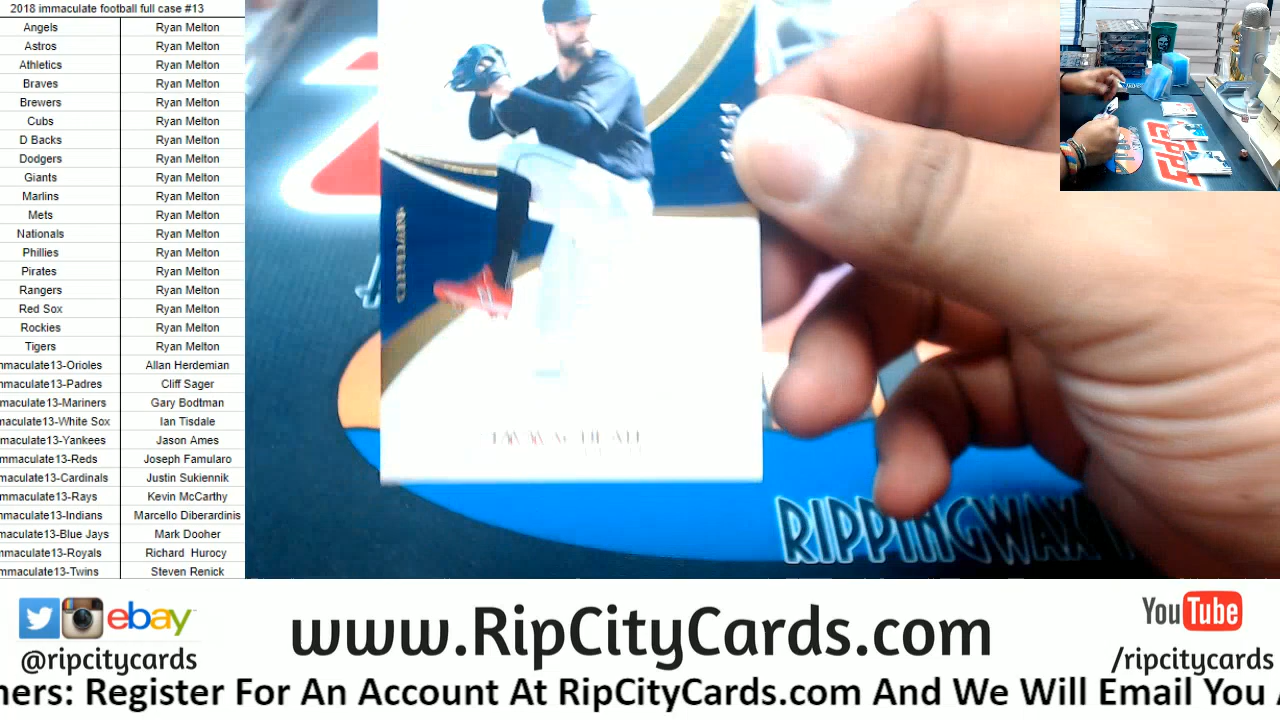 2018 immaculate football full case #13
Angels Ryan Melton
Astros Ryan Melton
Athletics Ryan Melton
Braves Ryan Melton
Brewers Ryan Melton
Cubs Ryan Melton
D Backs Ryan Melton
Dodgers Ryan Melton
Giants Ryan Melton
Marlins Ryan Melton
Mets Ryan Melton
Nationals Ryan Melton
Phillies Ryan Melton
Pirates Ryan Melton
Rangers Ryan Melton
Red Sox Ryan Melton
Rockies Ryan Melton
Tigers Ryan Melton
mmaculate13-Orioles Allan Herdemian
mmaculate13-Padres Cliff Sager
mmaculate13-Mariners Gary Bodtman
maculate13-White Sox Ian Tisdale
mmaculate13-Yankees Jason Ames
mmaculate13-Reds Joseph Famularo
maculate13-Cardinals Justin Sukiennik
mmaculate13-Rays Kevin McCarthy
mmaculate13-Indians Marcello Diberardinis
maculate13-Blue Jays Mark Dooher
mmaculate13-Royals Richard Hurocy
mmaculate13-Twins Steven Renick
IMMACULATE
RIPPINGWAX
Topps
ebay
@ripcitycards
www.RipCityCards.com
YouTube
/ripcitycards
ners: Register For An Account At RipCityCards.com And We Will Email You